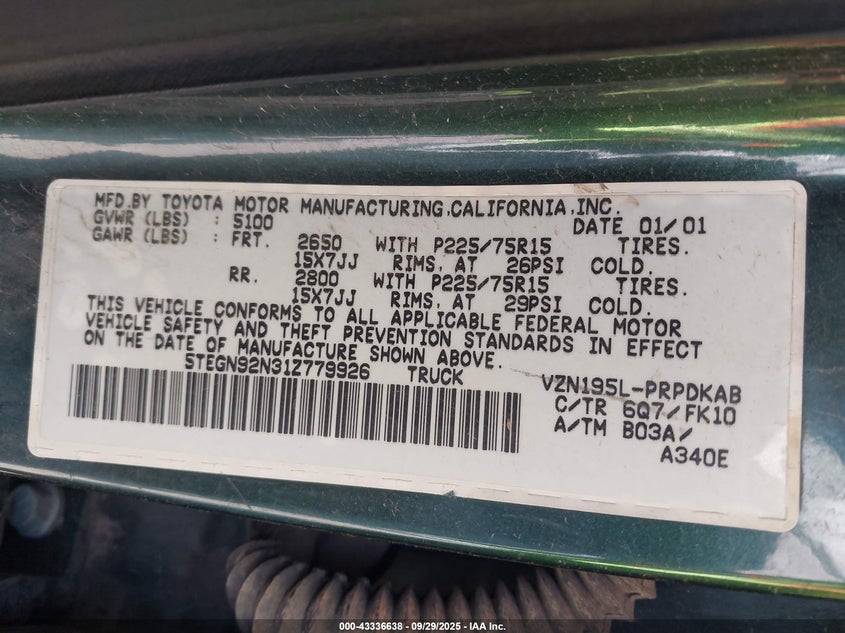 MFD.BY TOYOTA MOTOR MANUFACTURING.CALIFORNIA.INC.
GVWR (LBS) : 5100 DATE 01/01
GAWR (LBS) : FRT. 2650 WITH P225/75R15 TIRES.
15X7JJ RIMS, AT 26PSI COLD.
RR. 2800 WITH P225/75R15 TIRES.
15X7JJ RIMS, AT 29PSI COLD.
THIS VEHICLE CONFORMS TO ALL APPLICABLE FEDERAL MOTOR
VEHICLE SAFETY AND THEFT PREVENTION STANDARDS IN EFFECT
ON THE DATE OF MANUFACTURE SHOWN ABOVE.
5TEGN92N31Z779926 TRUCK
VZN195L-PRPDKAB
C/TR 6Q7/FK10
A/TM B03A/
A340E
000-43336638 | 09/29/2025 | IAA Inc.